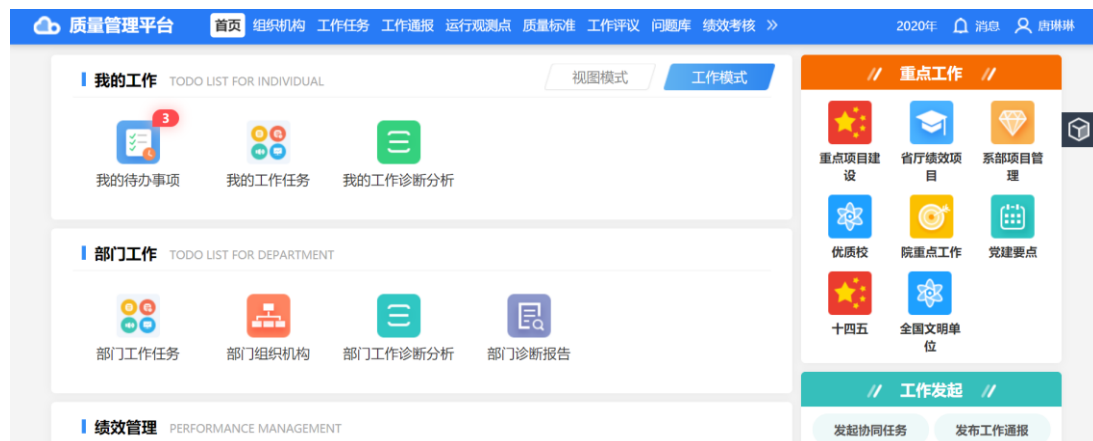 质量管理平台 首页 组织机构 工作任务 工作通报 运行观测点 质量标准 工作评议 问题库 绩效考核 » 2020年 消息 唐琳琳
我的工作 TODO LIST FOR INDIVIDUAL 视图模式 工作模式
3
我的待办事项 我的工作任务 我的工作诊断分析
部门工作 TODO LIST FOR DEPARTMENT
部门工作任务 部门组织机构 部门工作诊断分析 部门诊断报告
绩效管理 PERFORMANCE MANAGEMENT
// 重点工作 //
重点项目建 省厅绩效项 系部项目管
设 目 理
优质校 院重点工作 党建要点
十四五 全国文明单
位
// 工作发起 //
发起协同任务 发布工作通报